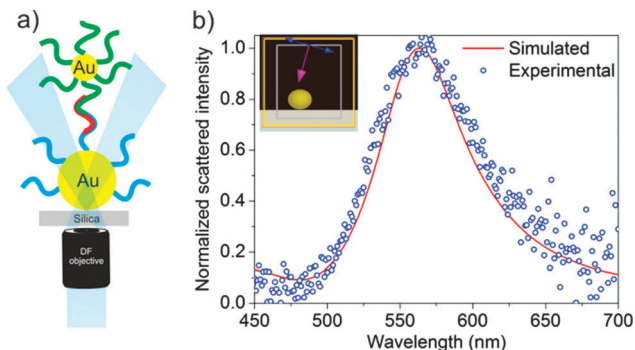 a)
Au
Au
Silica
DF
objective
b)
Normalized scattered intensity
1.0
0.8
0.6
0.4
0.2
0.0
Simulated
Experimental
450
500
550
600
650
700
Wavelength (nm)